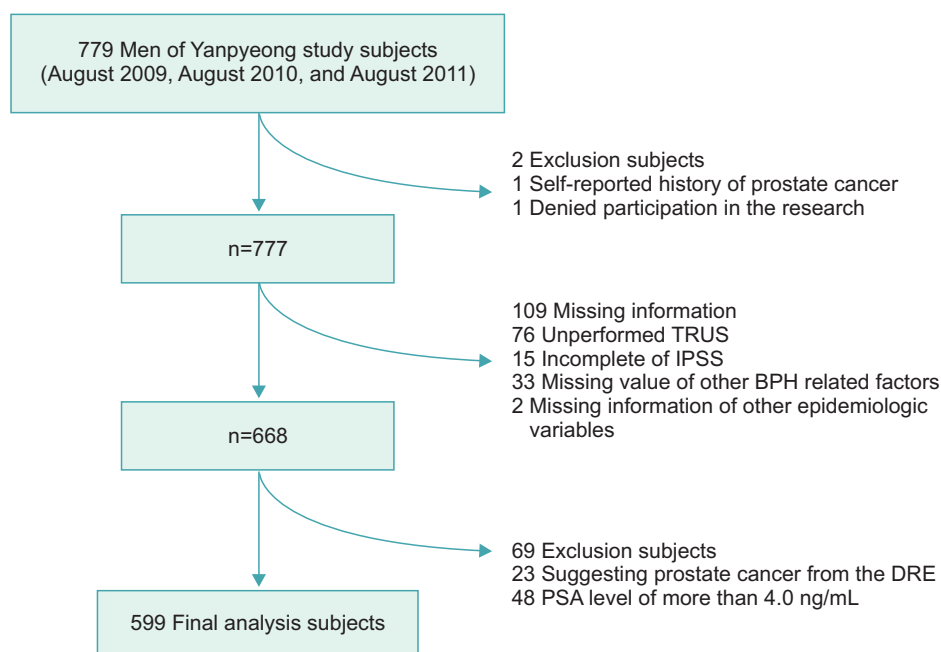 779 Men of Yanpyeong study subjects
(August 2009, August 2010, and August 2011)
2 Exclusion subjects
1 Self-reported history of prostate cancer
1 Denied participation in the research
n=777
109 Missing information
76 Unperformed TRUS
15 Incomplete of IPSS
33 Missing value of other BPH related factors
2 Missing information of other epidemiologic
variables
n=668
69 Exclusion subjects
23 Suggesting prostate cancer from the DRE
48 PSA level of more than 4.0 ng/mL
599 Final analysis subjects